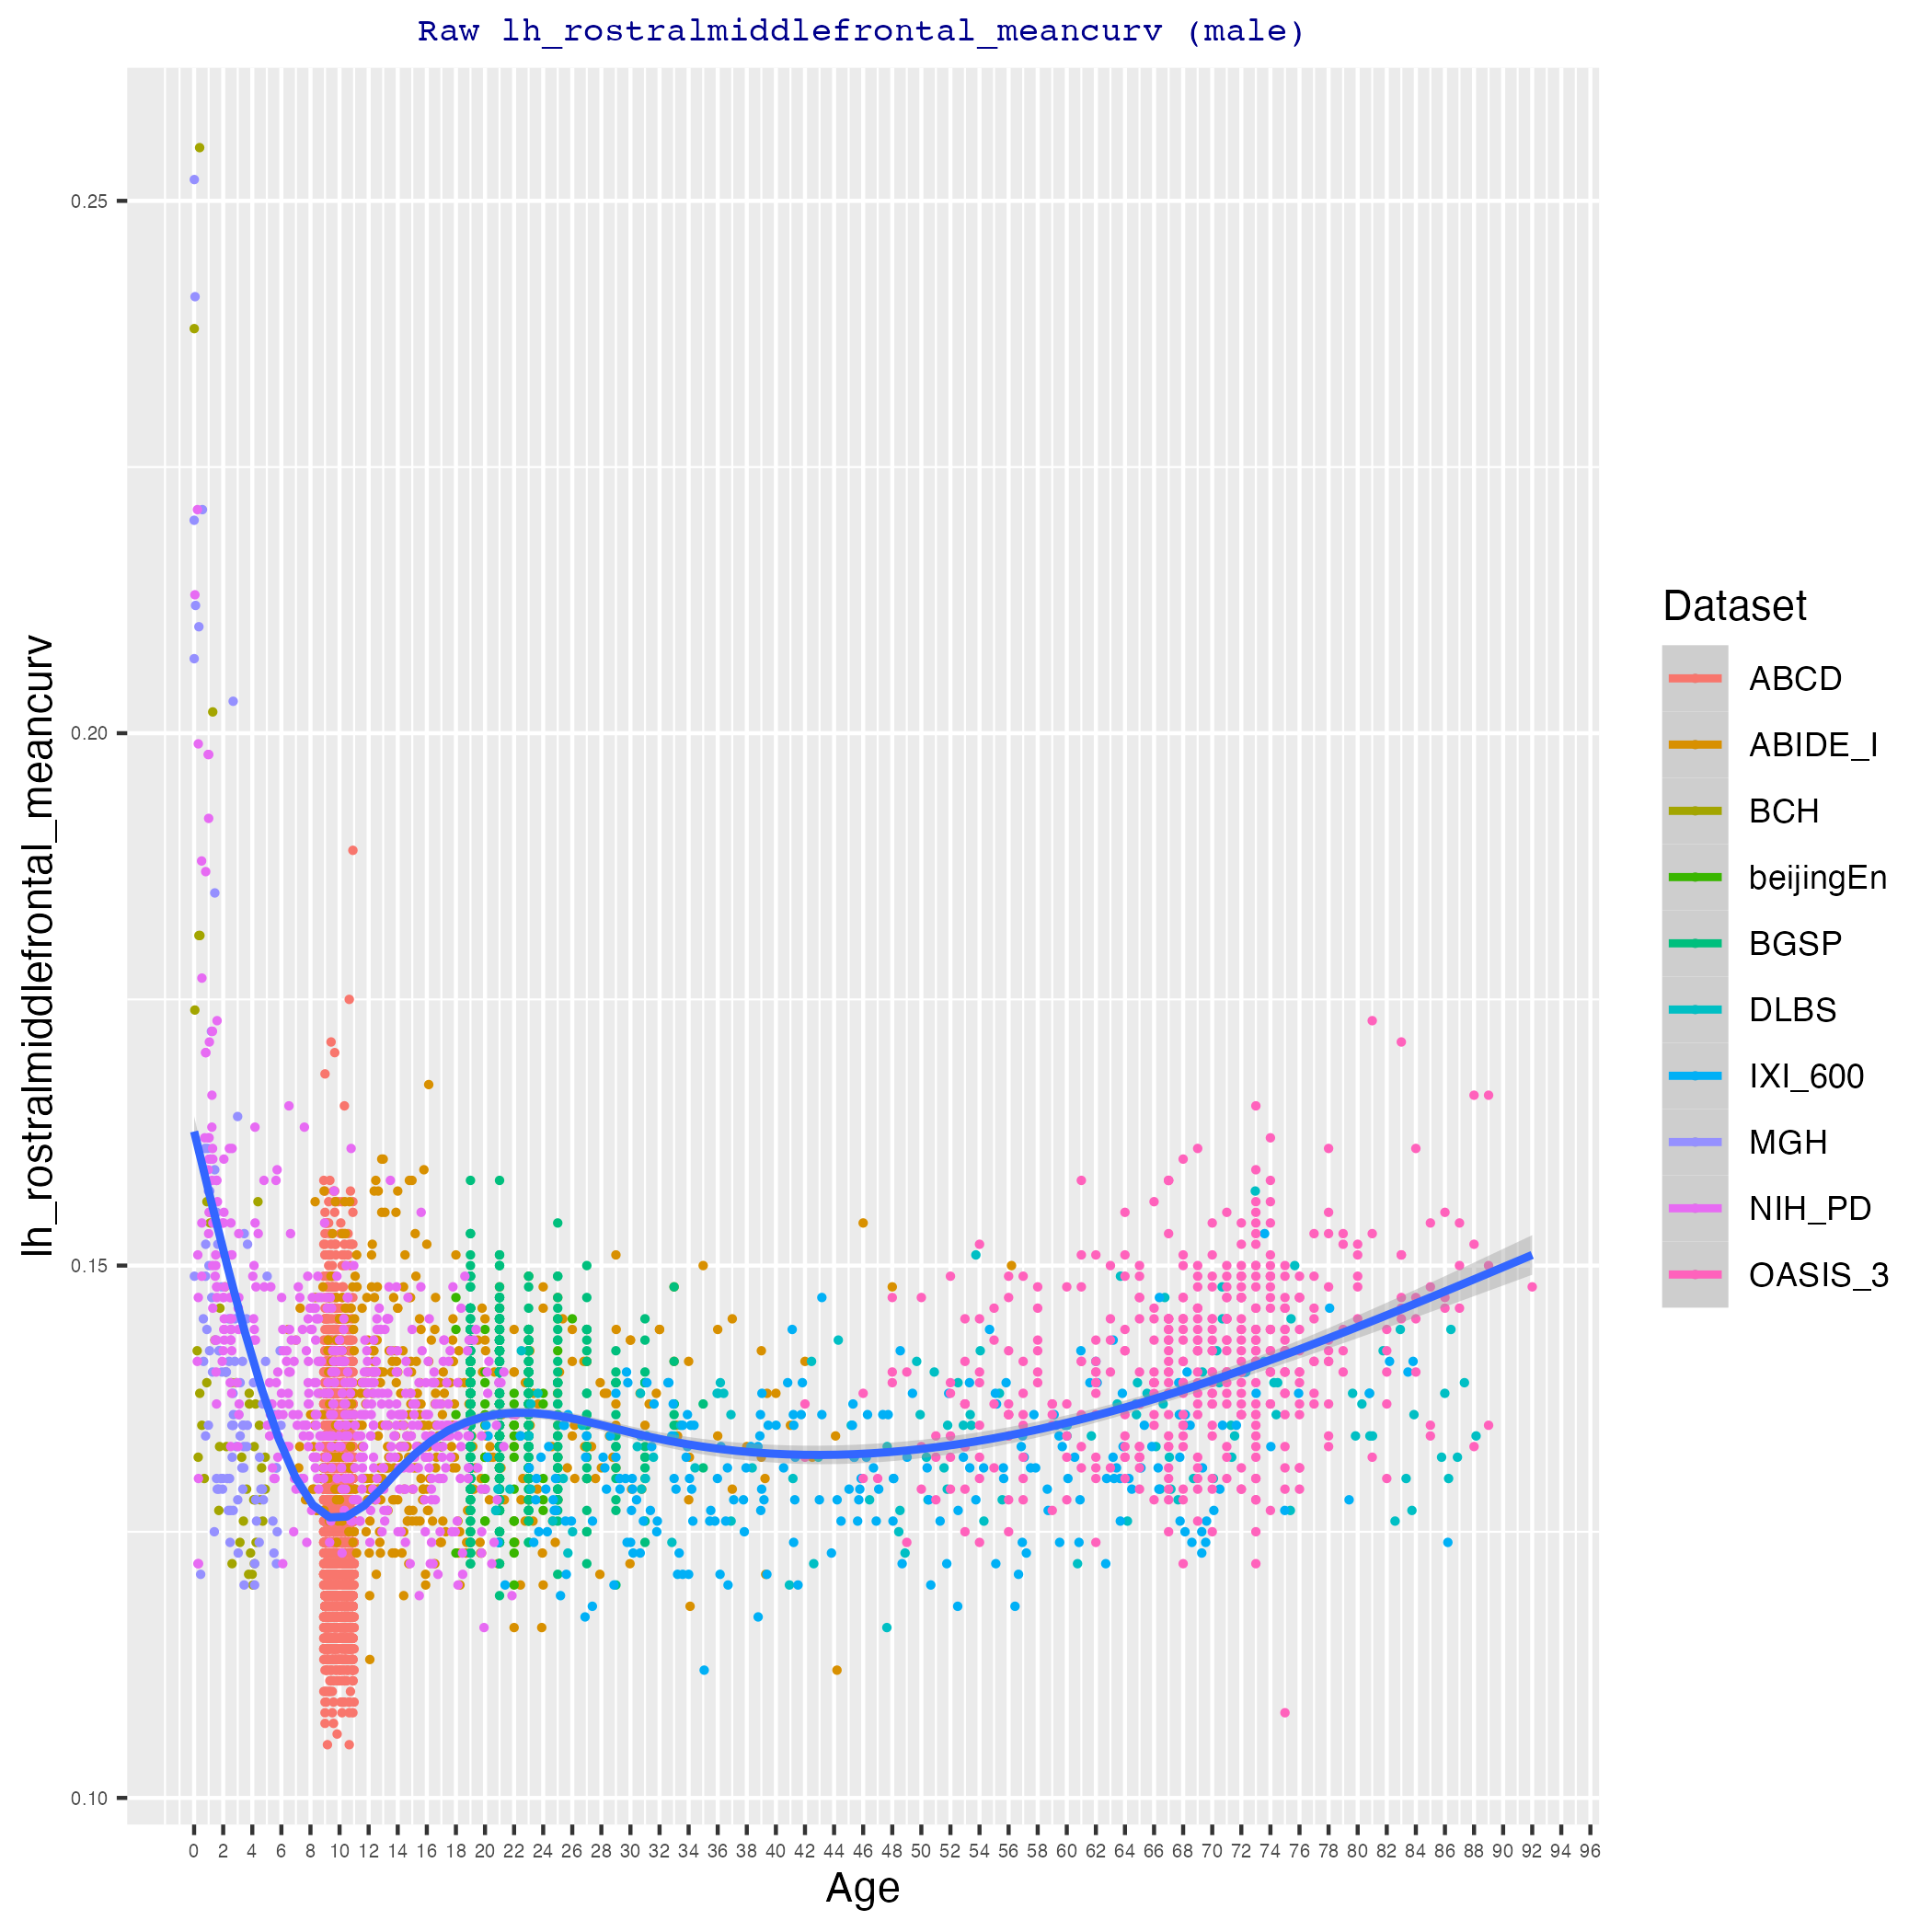 Raw lh_rostralmiddlefrontal_meancurv (male)
lh_rostralmiddlefrontal_meancurv
0.25
0.20
0.15
0.10
0 2 4 6 8 10 12 14 16 18 20 22 24 26 28 30 32 34 36 38 40 42 44 46 48 50 52 54 56 58 60 62 64 66 68 70 72 74 76 78 80 82 84 86 88 90 92 94 96
Age
Dataset
ABCD
ABIDE_I
BCH
beijingEn
BGSP
DLBS
IXI_600
MGH
NIH_PD
OASIS_3